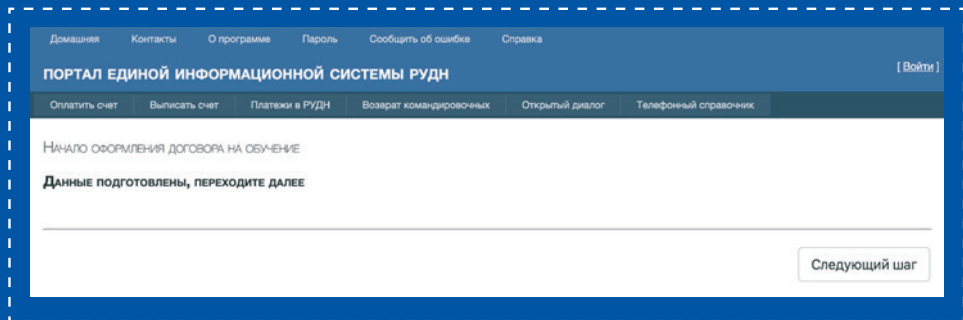 Домашняя Контакты О программе Пароль Сообщить об ошибке Справка
ПОРТАЛ ЕДИНОЙ ИНФОРМАЦИОННОЙ СИСТЕМЫ РУДН [ Войти ]
Оплатить счет Выписать счет Платежи в РУДН Возврат командировочных Открытый диалог Телефонный справочник
Начало оформления договора на обучение
Данные подготовлены, переходите далее
Следующий шаг